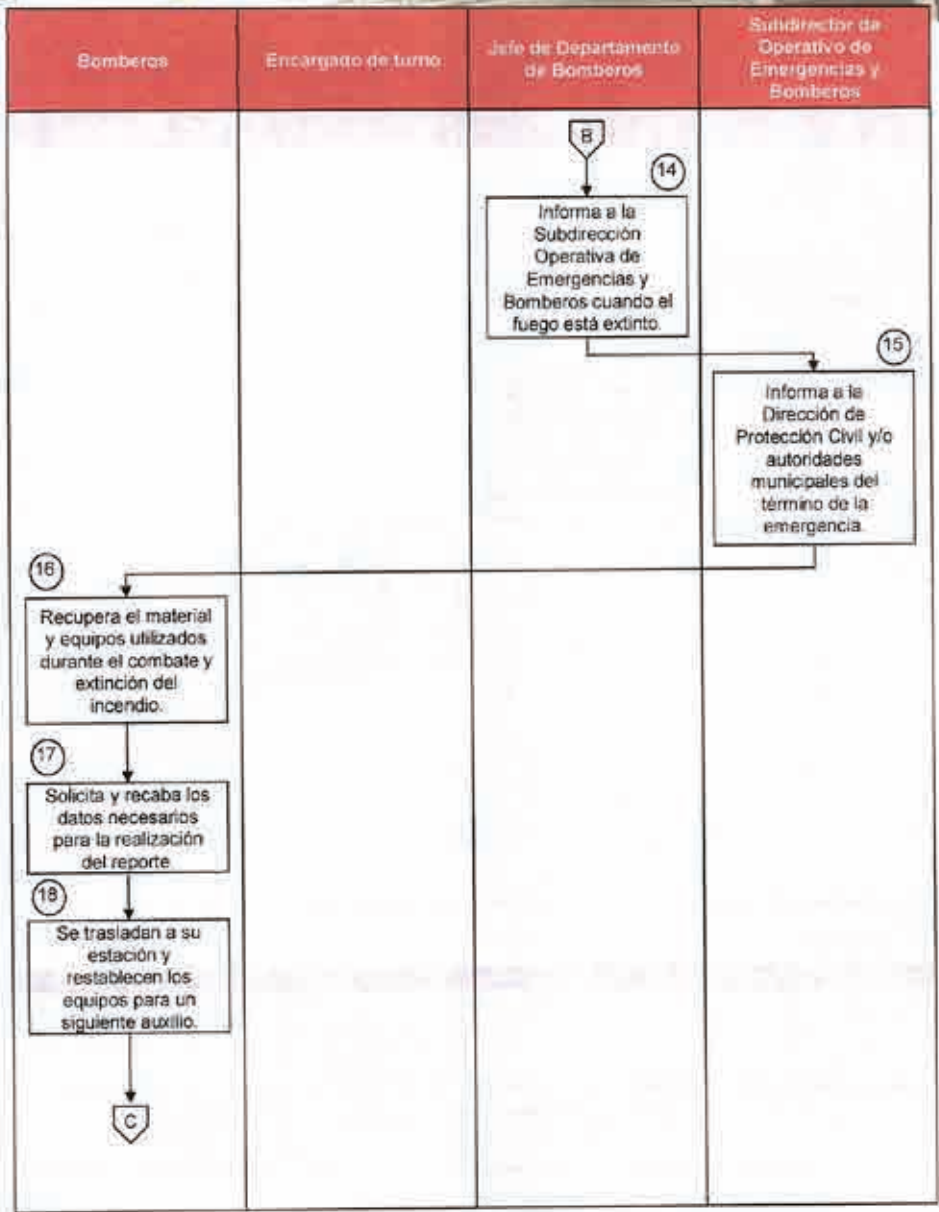 Bomberos
Encargado de turno
Jefe de Departamento
de Bomberos
Subdirector de
Operativo de
Emergencias y
Bomberos
B
14
Informa a la
Subdirección
Operativa de
Emergencias y
Bomberos cuando el
fuego está extinto.
15
Informa a la
Dirección de
Protección Civil y/o
autoridades
municipales del
término de la
emergencia.
16
Recupera el material
y equipos utilizados
durante el combate y
extinción del
incendio.
17
Solicita y recaba los
datos necesarios
para la realización
del reporte
18
Se trasladan a su
estación y
restablecen los
equipos para un
siguiente auxilio.
C